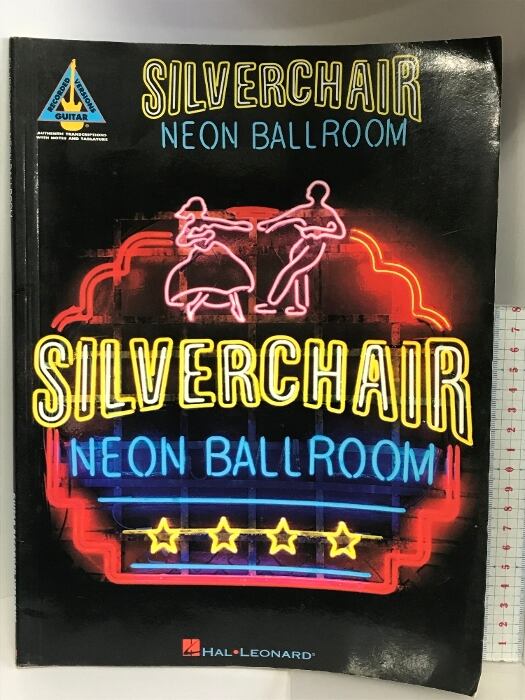 RECORDED VERSIONS
GUITAR
AUTHENTIC TRANSCRIPTIONS
WITH NOTES AND TABLATURE
SILVERCHAIR
NEON BALLROOM
SILVERCHAIR
NEON BALLROOM
HAL•LEONARD®